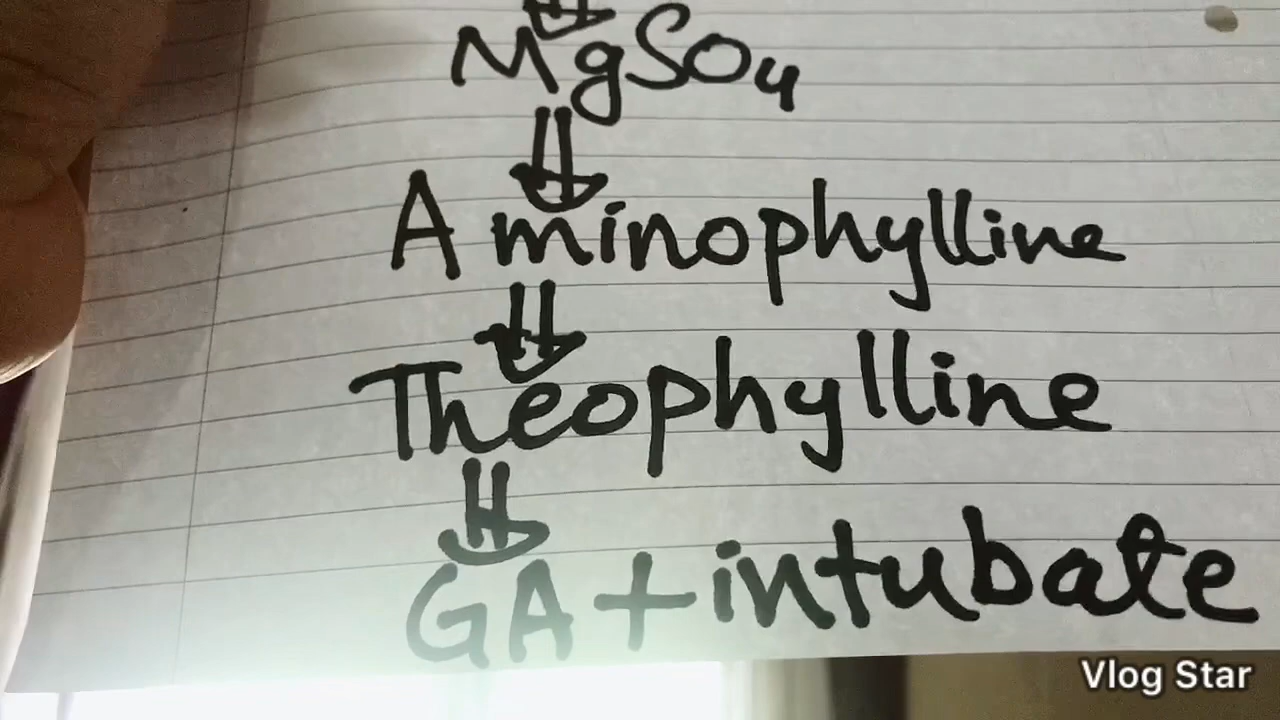 MgSO4
Aminophylline
Theophylline
GA + intubate
Vlog Star